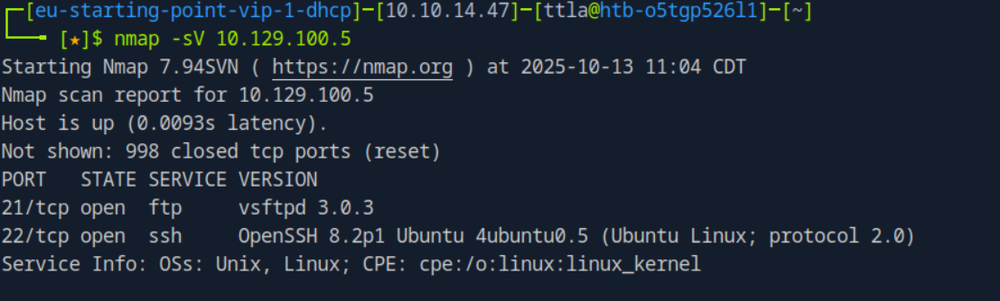 [eu-starting-point-vip-1-dhcp]-[10.10.14.47]-[ttla@htb-o5tgp526l1]-[~]
[★]$ nmap -sV 10.129.100.5
Starting Nmap 7.94SVN ( https://nmap.org ) at 2025-10-13 11:04 CDT
Nmap scan report for 10.129.100.5
Host is up (0.0093s latency).
Not shown: 998 closed tcp ports (reset)
PORT   STATE SERVICE VERSION
21/tcp open  ftp     vsftpd 3.0.3
22/tcp open  ssh     OpenSSH 8.2p1 Ubuntu 4ubuntu0.5 (Ubuntu Linux; protocol 2.0)
Service Info: OSs: Unix, Linux; CPE: cpe:/o:linux:linux_kernel